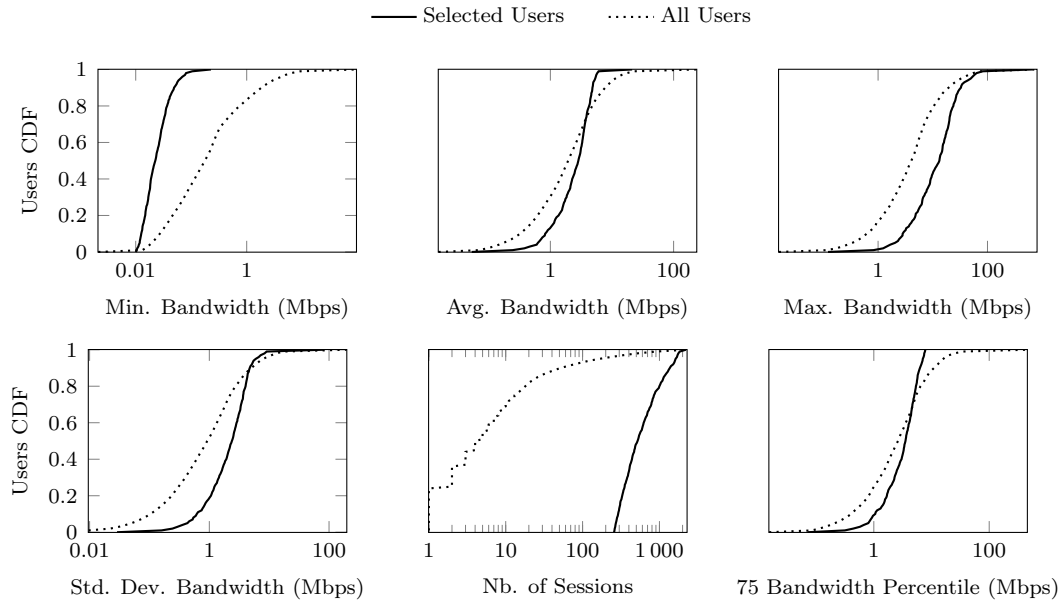 Selected Users All Users
1
0.8
0.6
0.4
0.2
0
Users CDF
0.01 1
Min. Bandwidth (Mbps)
1 100
Avg. Bandwidth (Mbps)
1 100
Max. Bandwidth (Mbps)
1
0.8
0.6
0.4
0.2
0
Users CDF
0.01 1 100
Std. Dev. Bandwidth (Mbps)
1 10 100 1 000
Nb. of Sessions
1 100
75 Bandwidth Percentile (Mbps)